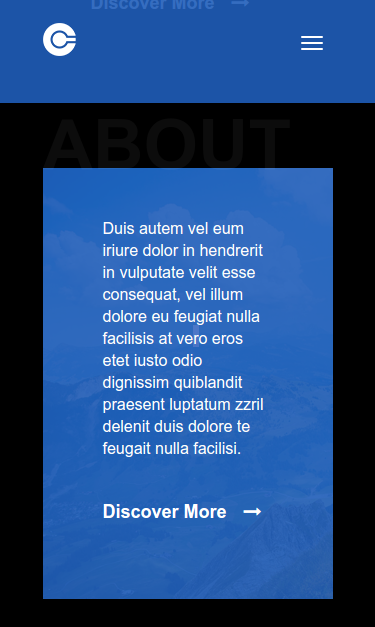 Discover More
ABOUT
Duis autem vel eum
iriure dolor in hendrerit
in vulputate velit esse
consequat, vel illum
dolore eu feugiat nulla
facilisis at vero eros
etet iusto odio
dignissim quiblandit
praesent luptatum zzril
delenit duis dolore te
feugait nulla facilisi.
Discover More